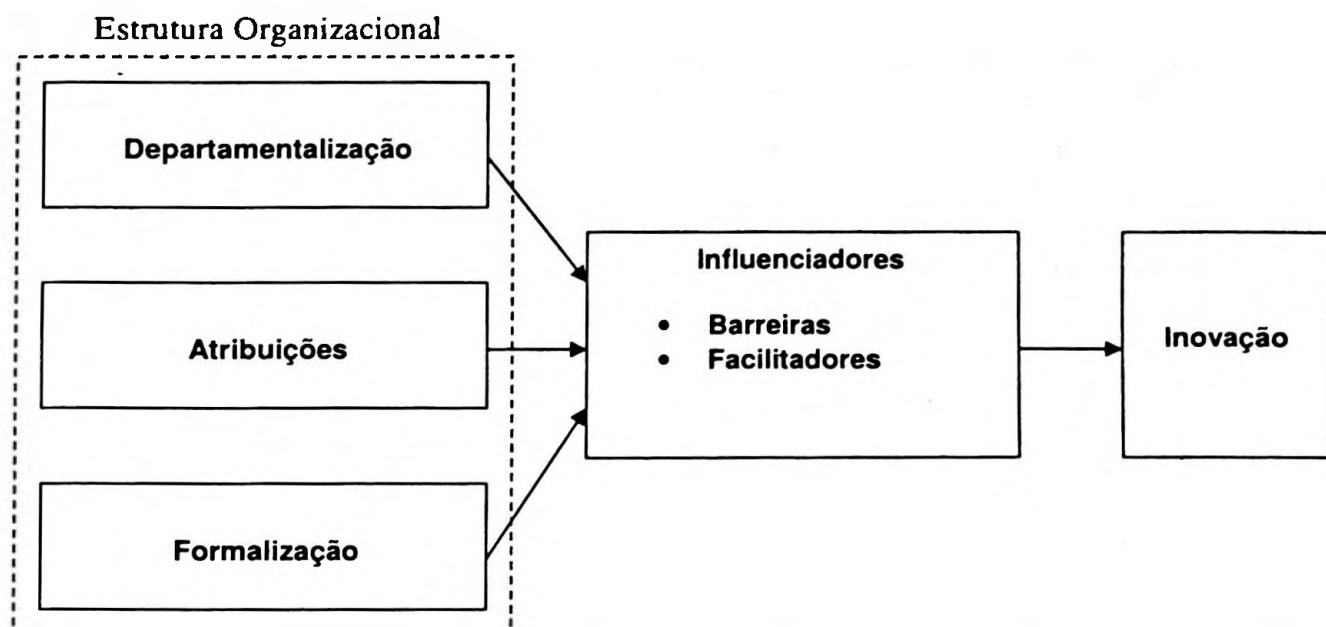 Estrutura Organizacional
Departamentalização
Atribuições
Formalização
Influenciadores
• Barreiras
• Facilitadores
Inovação